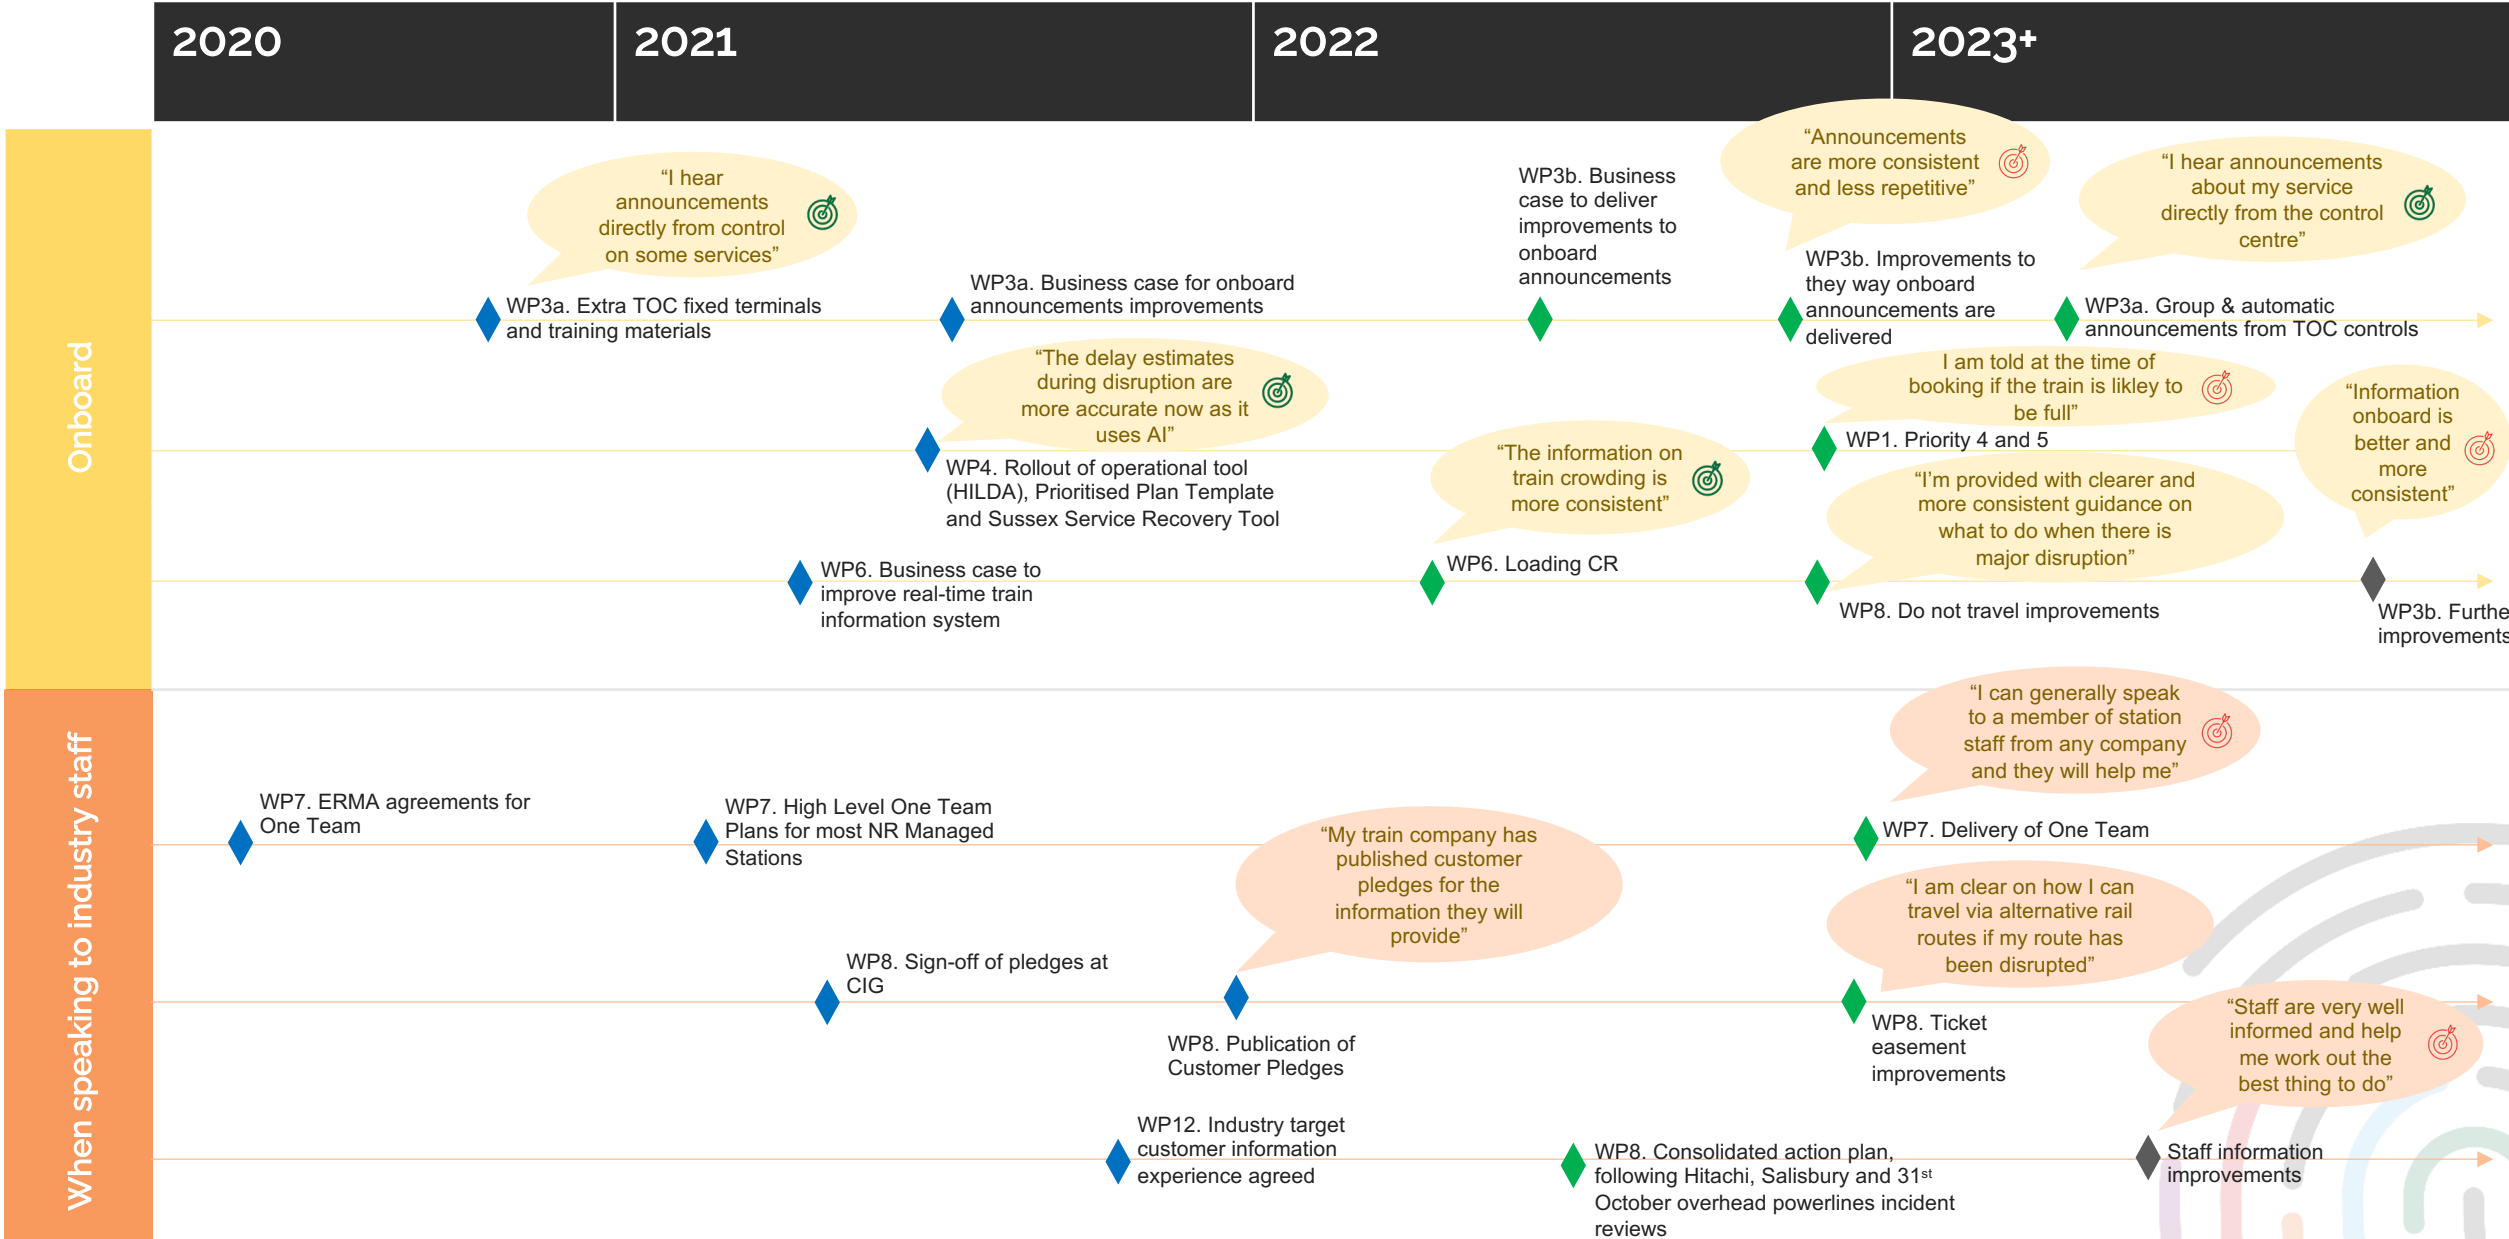 2020
2021
2022
2023+
Onboard
“I hear
announcements
directly from control
on some services”
WP3a. Extra TOC fixed terminals
and training materials
WP3a. Business case for onboard
announcements improvements
WP3b. Business
case to deliver
improvements to
onboard
announcements
“Announcements
are more consistent
and less repetitive”
WP3b. Improvements to
they way onboard
announcements are
delivered
“I hear announcements
about my service
directly from the control
centre”
WP3a. Group & automatic
announcements from TOC controls
“The delay estimates
during disruption are
more accurate now as it
uses AI”
WP4. Rollout of operational tool
(HILDA), Prioritised Plan Template
and Sussex Service Recovery Tool
I am told at the time of
booking if the train is likley to
be full”
WP1. Priority 4 and 5
WP6. Business case to
improve real-time train
information system
“The information on
train crowding is
more consistent”
WP6. Loading CR
“I’m provided with clearer and
more consistent guidance on
what to do when there is
major disruption”
WP8. Do not travel improvements
“Information
onboard is
better and
more
consistent”
WP3b. Furthe
improvements
When speaking to industry staff
WP7. ERMA agreements for
One Team
WP7. High Level One Team
Plans for most NR Managed
Stations
“I can generally speak
to a member of station
staff from any company
and they will help me”
WP7. Delivery of One Team
WP8. Sign-off of pledges at
CIG
“My train company has
published customer
pledges for the
information they will
provide”
WP8. Publication of
Customer Pledges
“I am clear on how I can
travel via alternative rail
routes if my route has
been disrupted”
WP8. Ticket
easement
improvements
WP12. Industry target
customer information
experience agreed
WP8. Consolidated action plan,
following Hitachi, Salisbury and 31st
October overhead powerlines incident
reviews
“Staff are very well
informed and help
me work out the
best thing to do”
Staff information
improvements